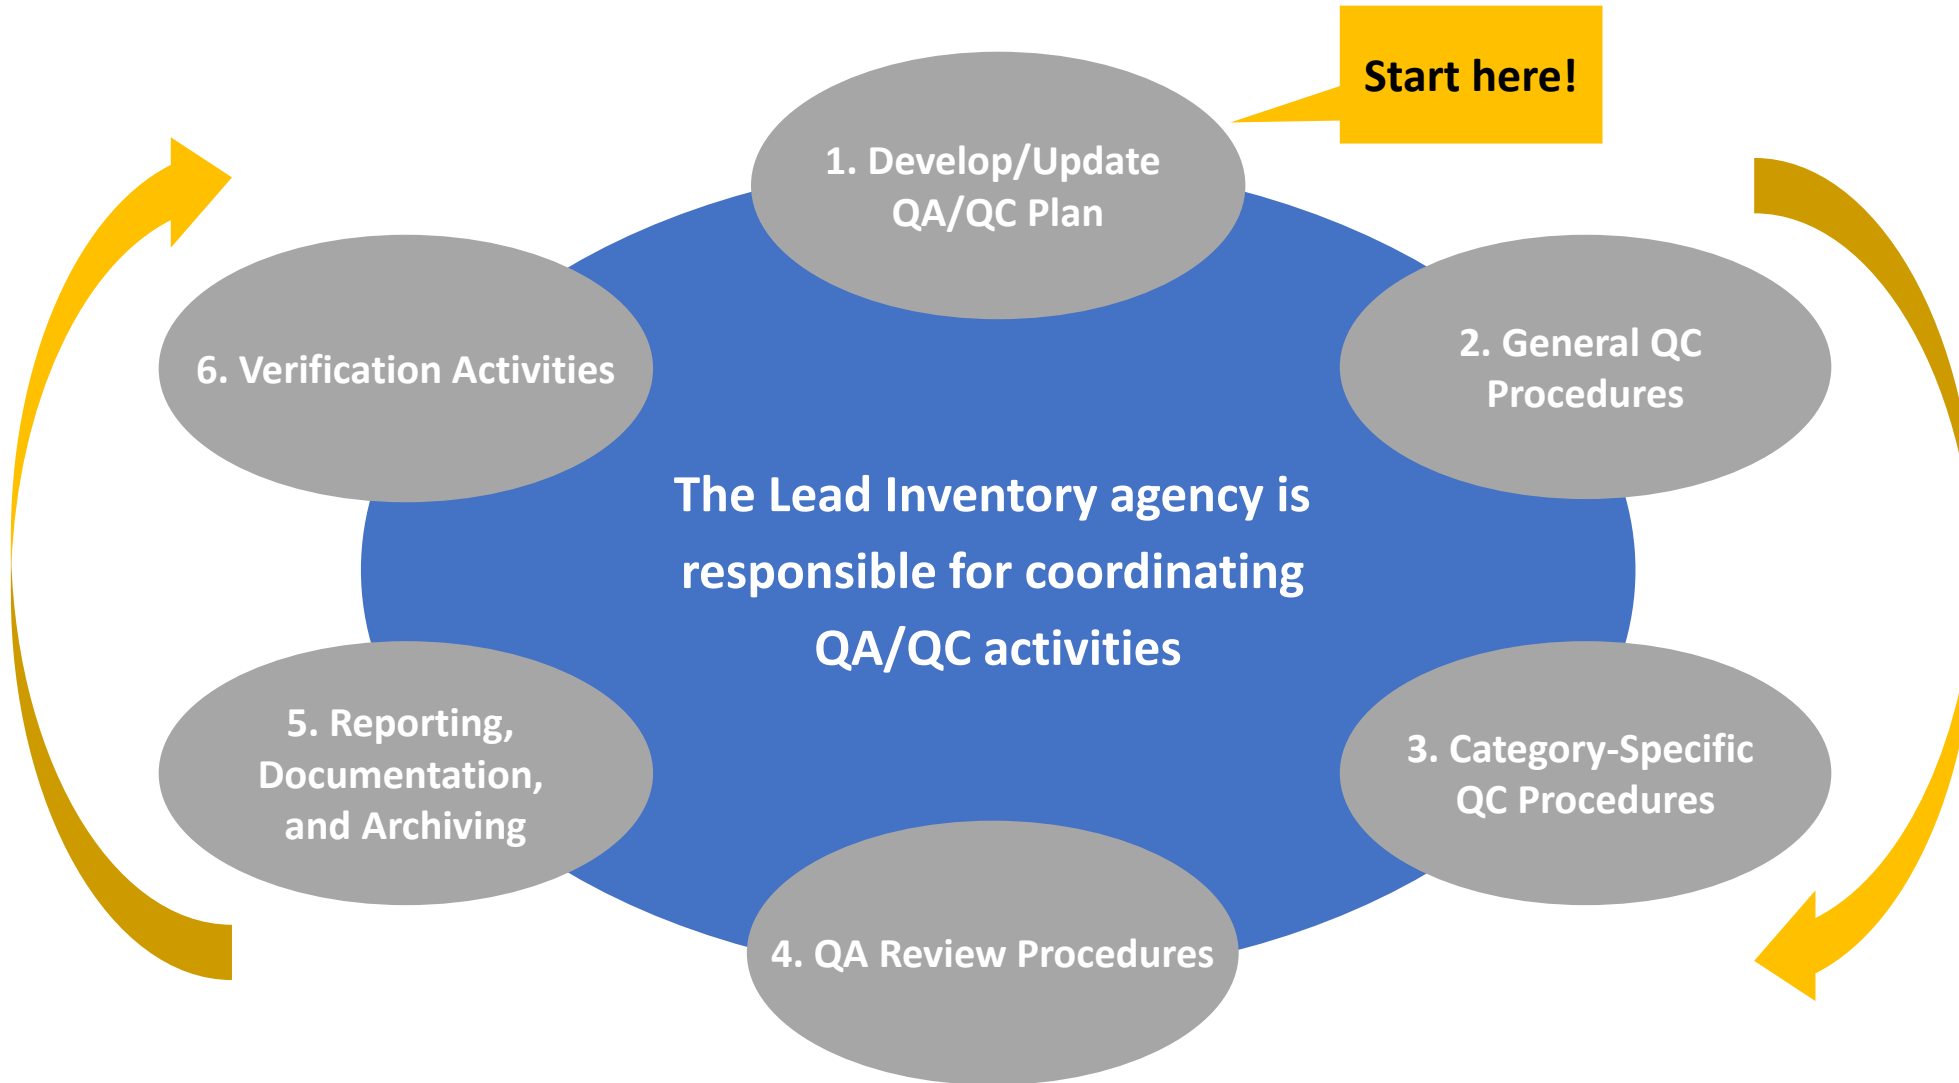 Start here!
1. Develop/Update
QA/QC Plan
2. General QC
Procedures
3. Category-Specific
QC Procedures
4. QA Review Procedures
5. Reporting,
Documentation,
and Archiving
6. Verification Activities
The Lead Inventory agency is
responsible for coordinating
QA/QC activities